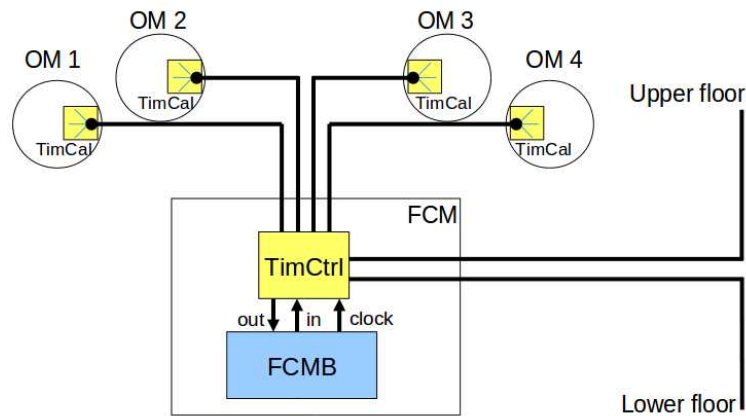 OM 1
OM 2
OM 3
OM 4
TimCal
TimCal
TimCal
TimCal
Upper floor
FCM
TimCtrl
out
in
clock
FCMB
Lower floor